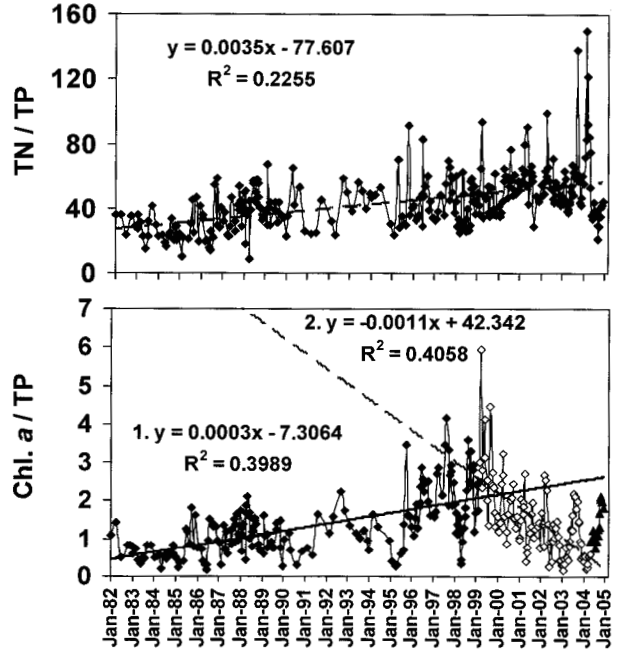 160
y = 0.0035x - 77.607
R² = 0.2255
120
TN / TP
80
40
0
7
2. y = -0.0011x + 42.342
R² = 0.4058
6
5
4
1. y = 0.0003x - 7.3064
R² = 0.3989
Chl. a / TP
3
2
1
0
Jan-82
Jan-83
Jan-84
Jan-85
Jan-86
Jan-87
Jan-88
Jan-89
Jan-90
Jan-91
Jan-92
Jan-93
Jan-94
Jan-95
Jan-96
Jan-97
Jan-98
Jan-99
Jan-00
Jan-01
Jan-02
Jan-03
Jan-04
Jan-05